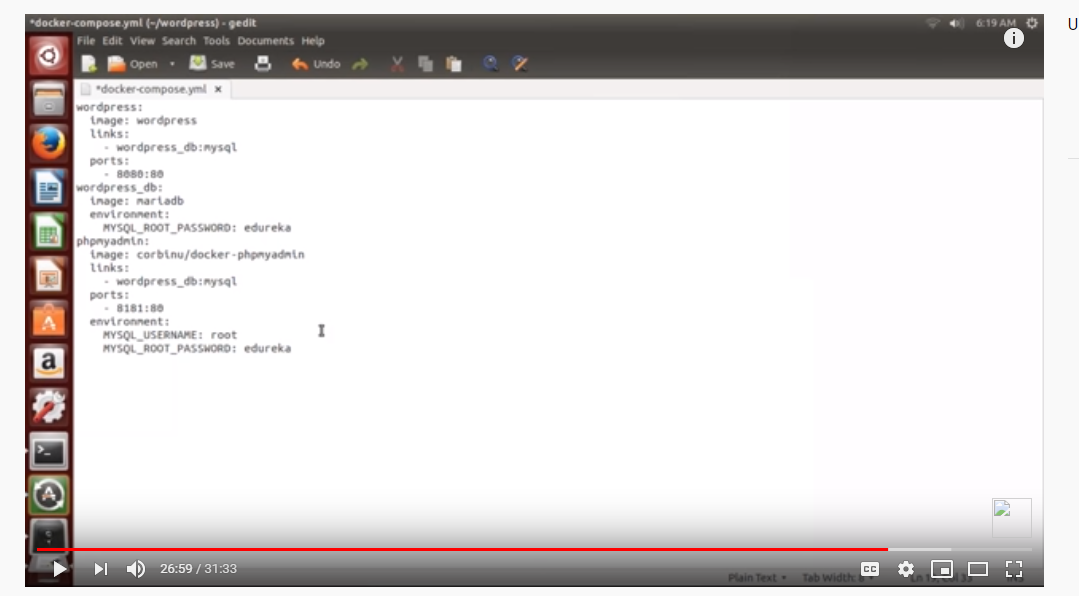 *docker-compose.yml (~/wordpress) - gedit
6:19 AM
U
File Edit View Search Tools Documents Help
Open Save Undo
*docker-compose.yml x
wordpress:
  image: wordpress
  links:
    - wordpress_db:mysql
  ports:
    - 8080:80
wordpress_db:
  image: mariadb
  environment:
    MYSQL_ROOT_PASSWORD: edureka
phpmyadmin:
  image: corbinu/docker-phpmyadmin
  links:
    - wordpress_db:mysql
  ports:
    - 8181:80
  environment:
    MYSQL_USERNAME: root
    MYSQL_ROOT_PASSWORD: edureka
26:59 / 31:33
CC
Plain Text Tab Width: 8